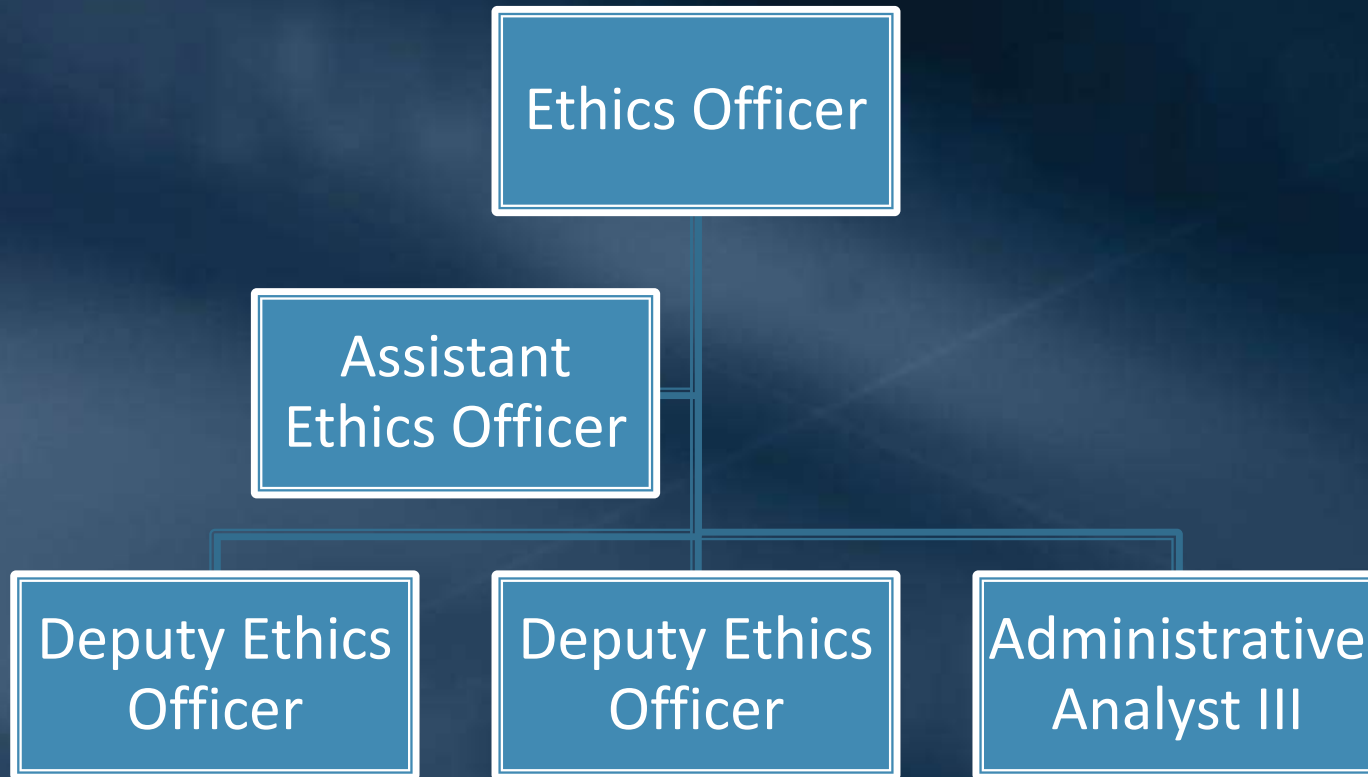 Ethics Officer
Assistant
Ethics Officer
Deputy Ethics
Officer
Deputy Ethics
Officer
Administrative
Analyst III